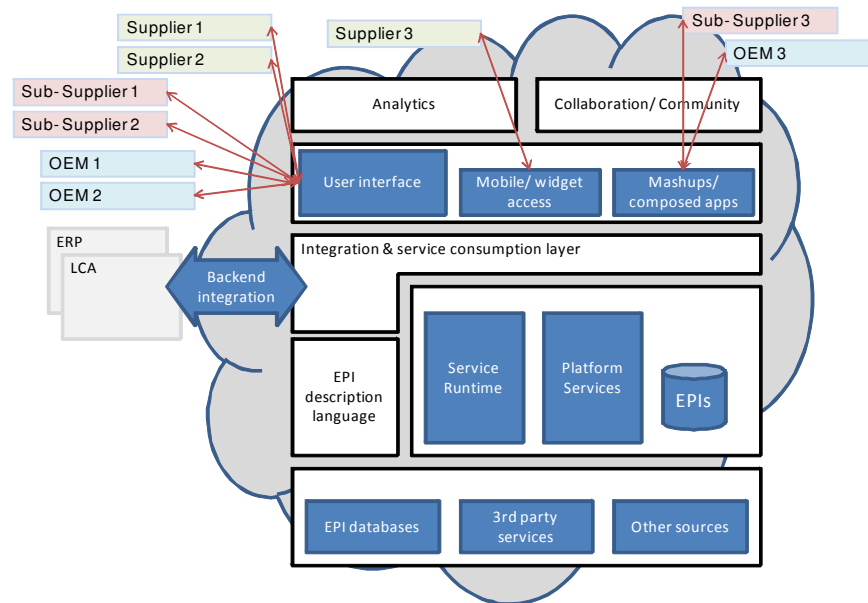 Supplier 1
Supplier 2
Supplier 3
Sub- Supplier 3
OEM 3
Sub- Supplier 1
Sub- Supplier 2
OEM 1
OEM 2
Analytics
Collaboration/ Community
User interface
Mobile/ widget
access
Mashups/
composed apps
ERP
LCA
Backend
integration
Integration & service consumption layer
EPI
description
language
Service
Runtime
Platform
Services
EPIs
EPI databases
3rd party
services
Other sources